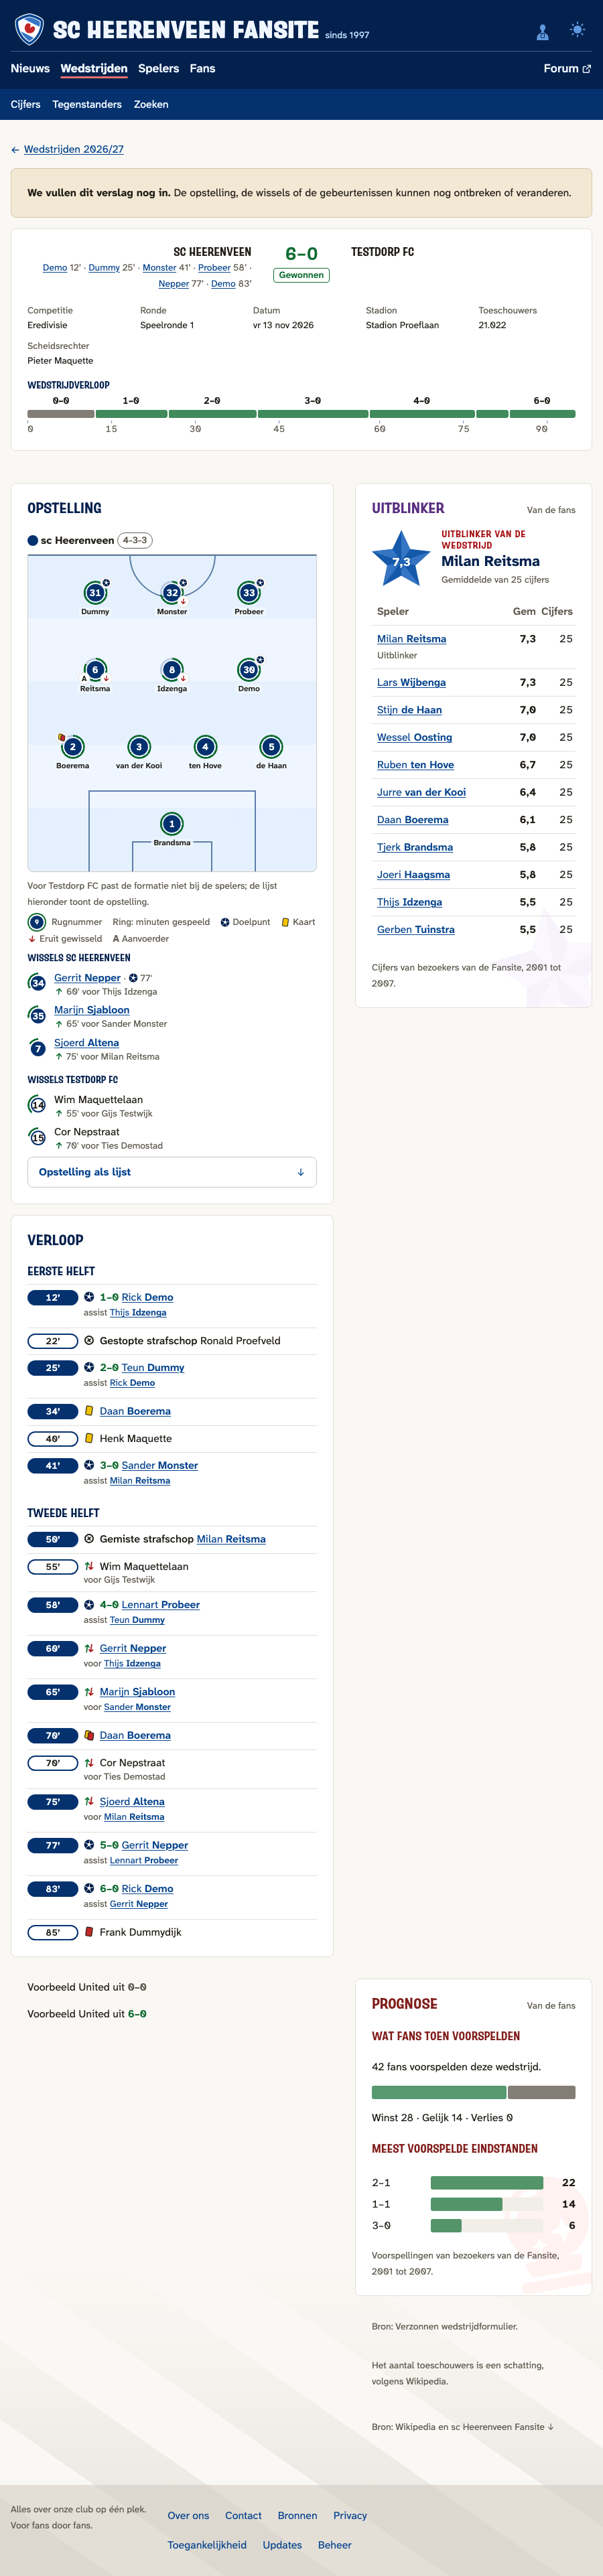 SC HEERENVEEN FANSITE sinds 1997
Nieuws Wedstrijden Spelers Fans Forum
Cijfers Tegenstanders Zoeken
← Wedstrijden 2026/27
We vullen dit verslag nog in. De opstelling, de wissels of de gebeurtenissen kunnen nog ontbreken of veranderen.
SC HEERENVEEN 6–0 TESTDORP FC
Demo 12' · Dummy 25' · Monster 41' · Probeer 58' ·
Nepper 77' · Demo 83'
Gewonnen
Competitie Ronde Datum Stadion Toeschouwers
Eredivisie Speelronde 1 vr 13 nov 2026 Stadion Proeflaan 21.022
Scheidsrechter
Pieter Maquette
WEDSTRIJDVERLOOP
0–0 1–0 2–0 3–0 4–0 6–0
0 15 30 45 60 75 90
OPSTELLING
sc Heerenveen 4-3-3
31 32 33
Dummy Monster Probeer
6 8 30
A
Reitsma Idzenga Demo
2 3 4 5
Boerema van der Kooi ten Hove de Haan
1
Brandsma
Voor Testdorp FC past de formatie niet bij de spelers; de lijst
hieronder toont de opstelling.
9 Rugnummer Ring: minuten gespeeld Doelpunt Kaart
Eruit gewisseld A Aanvoerder
WISSELS SC HEERENVEEN
34 Gerrit Nepper · 77'
↑ 60' voor Thijs Idzenga
35 Marijn Sjabloon
↑ 65' voor Sander Monster
7 Sjoerd Altena
↑ 75' voor Milan Reitsma
WISSELS TESTDORP FC
14 Wim Maquettelaan
↑ 55' voor Gijs Testwijk
15 Cor Nepstraat
↑ 70' voor Ties Demostad
Opstelling als lijst ↓
UITBLINKER Van de fans
7,3
UITBLINKER VAN DE
WEDSTRIJD
Milan Reitsma
Gemiddelde van 25 cijfers
Speler Gem Cijfers
Milan Reitsma 7,3 25
Uitblinker
Lars Wijbenga 7,3 25
Stijn de Haan 7,0 25
Wessel Oosting 7,0 25
Ruben ten Hove 6,7 25
Jurre van der Kooi 6,4 25
Daan Boerema 6,1 25
Tjerk Brandsma 5,8 25
Joeri Haagsma 5,8 25
Thijs Idzenga 5,5 25
Gerben Tuinstra 5,5 25
Cijfers van bezoekers van de Fansite, 2001 tot
2007.
VERLOOP
EERSTE HELFT
12' 1–0 Rick Demo
assist Thijs Idzenga
22' Gestopte strafschop Ronald Proefveld
25' 2–0 Teun Dummy
assist Rick Demo
34' Daan Boerema
40' Henk Maquette
41' 3–0 Sander Monster
assist Milan Reitsma
TWEEDE HELFT
50' Gemiste strafschop Milan Reitsma
55' Wim Maquettelaan
voor Gijs Testwijk
58' 4–0 Lennart Probeer
assist Teun Dummy
60' Gerrit Nepper
voor Thijs Idzenga
65' Marijn Sjabloon
voor Sander Monster
70' Daan Boerema
70' Cor Nepstraat
voor Ties Demostad
75' Sjoerd Altena
voor Milan Reitsma
77' 5–0 Gerrit Nepper
assist Lennart Probeer
83' 6–0 Rick Demo
assist Gerrit Nepper
85' Frank Dummydijk
Voorbeeld United uit 0–0
Voorbeeld United uit 6–0
PROGNOSE Van de fans
WAT FANS TOEN VOORSPELDEN
42 fans voorspelden deze wedstrijd.
Winst 28 · Gelijk 14 · Verlies 0
MEEST VOORSPELDE EINDSTANDEN
2–1 22
1–1 14
3–0 6
Voorspellingen van bezoekers van de Fansite,
2001 tot 2007.
Bron: Verzonnen wedstrijdformulier.
Het aantal toeschouwers is een schatting,
volgens Wikipedia.
Bron: Wikipedia en sc Heerenveen Fansite ↓
Alles over onze club op één plek.
Voor fans door fans.
Over ons Contact Bronnen Privacy
Toegankelijkheid Updates Beheer